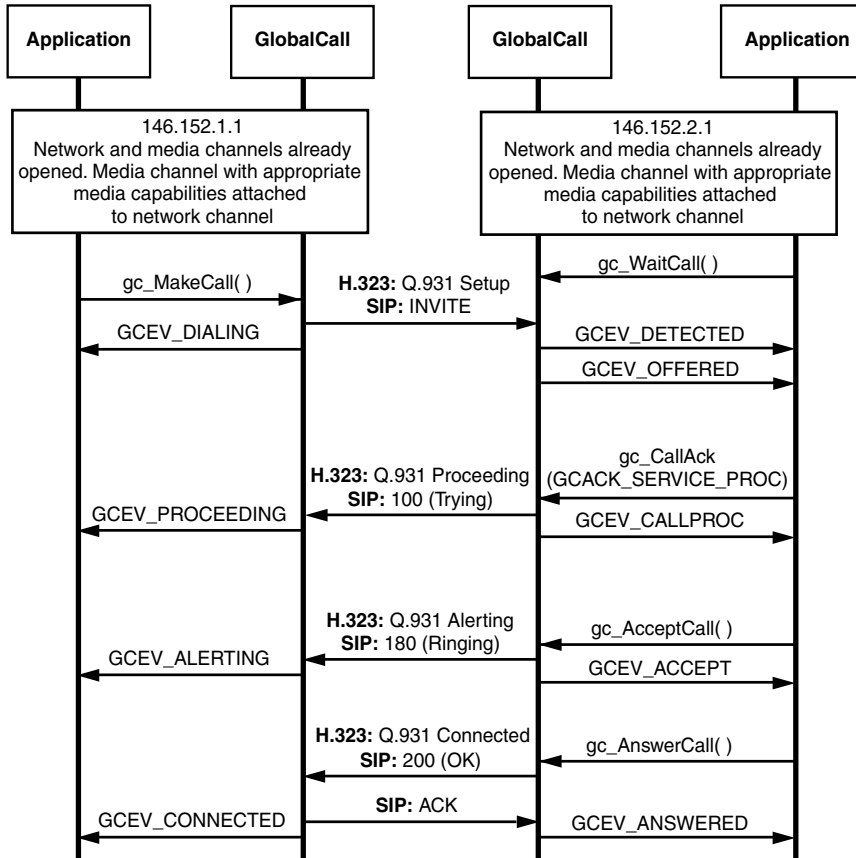 Application
GlobalCall
GlobalCall
Application
146.152.1.1
Network and media channels already
opened. Media channel with appropriate
media capabilities attached
to network channel
146.152.2.1
Network and media channels already
opened. Media channel with appropriate
media capabilities attached
to network channel
gc_WaitCall( )
gc_MakeCall( )
H.323: Q.931 Setup
SIP: INVITE
GCEV_DIALING
GCEV_DETECTED
GCEV_OFFERED
gc_CallAck
(GCACK_SERVICE_PROC)
H.323: Q.931 Proceeding
SIP: 100 (Trying)
GCEV_PROCEEDING
GCEV_CALLPROC
H.323: Q.931 Alerting
SIP: 180 (Ringing)
gc_AcceptCall( )
GCEV_ALERTING
GCEV_ACCEPT
H.323: Q.931 Connected
SIP: 200 (OK)
gc_AnswerCall( )
SIP: ACK
GCEV_CONNECTED
GCEV_ANSWERED